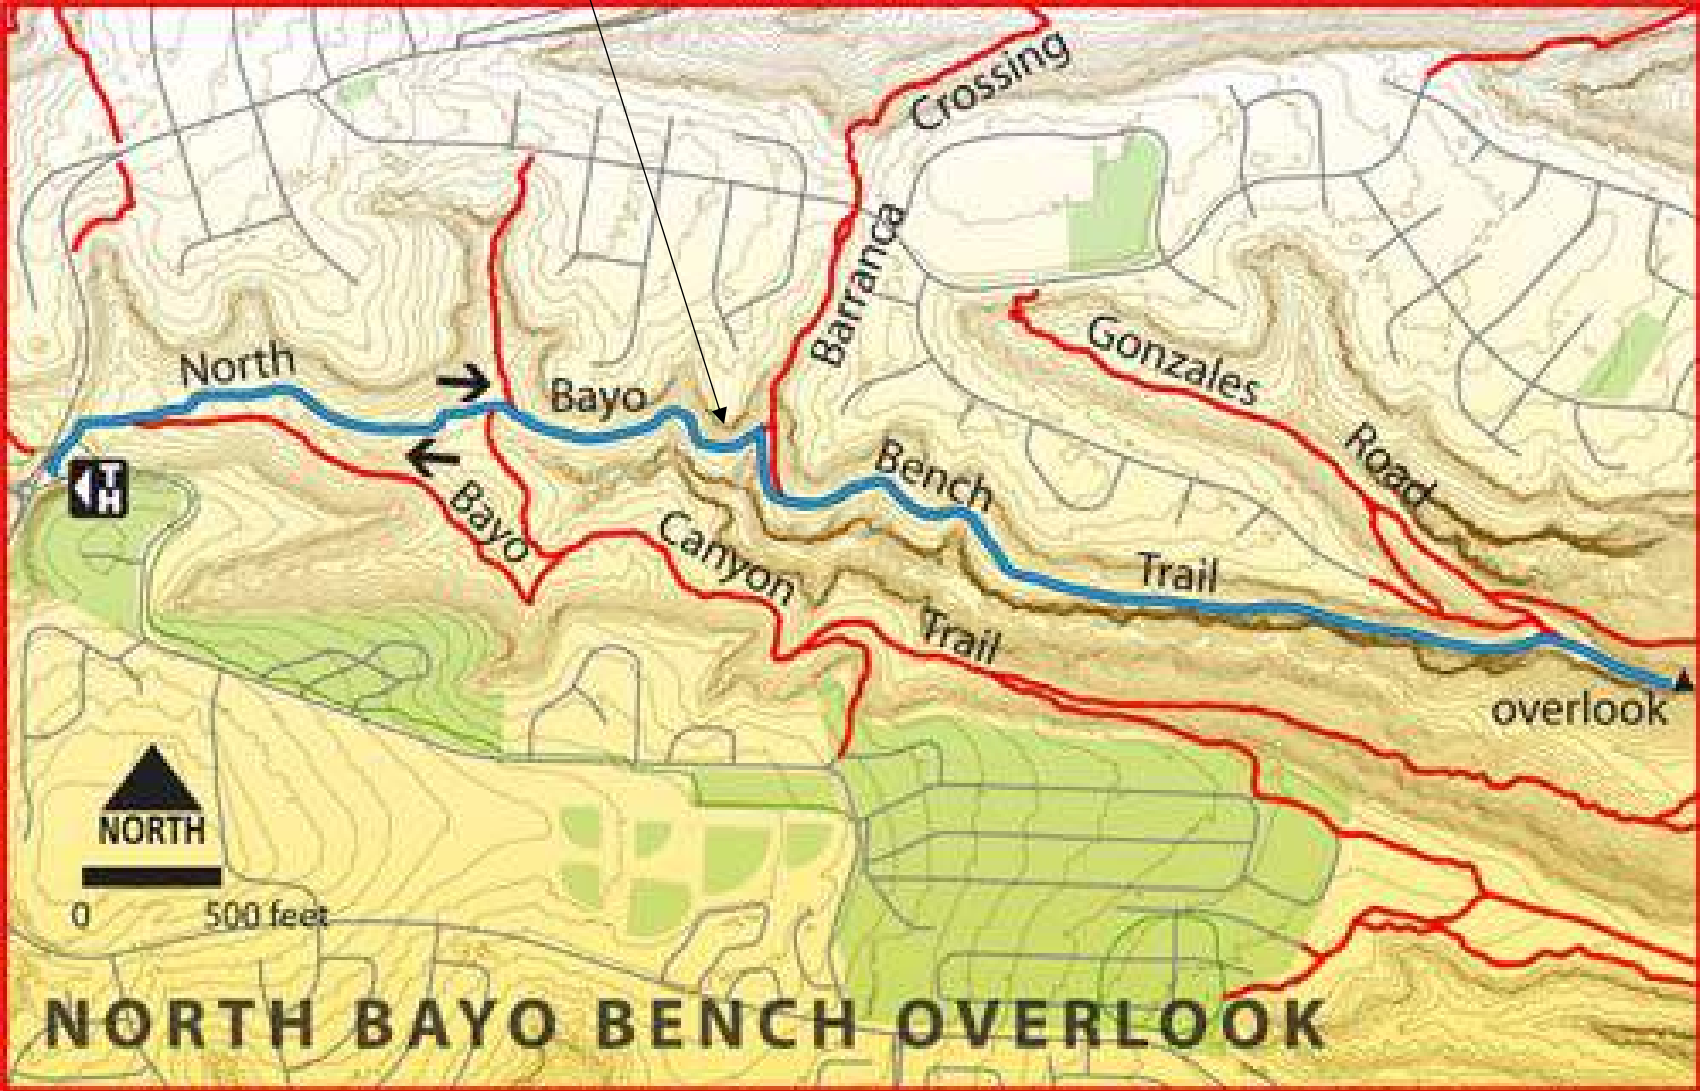 Crossing
Barranca
North
Bayo
Gonzales
Road
Bench
Trail
TH
Bayo
Canyon
Trail
overlook
NORTH
0 500 feet
NORTH BAYO BENCH OVERLOOK